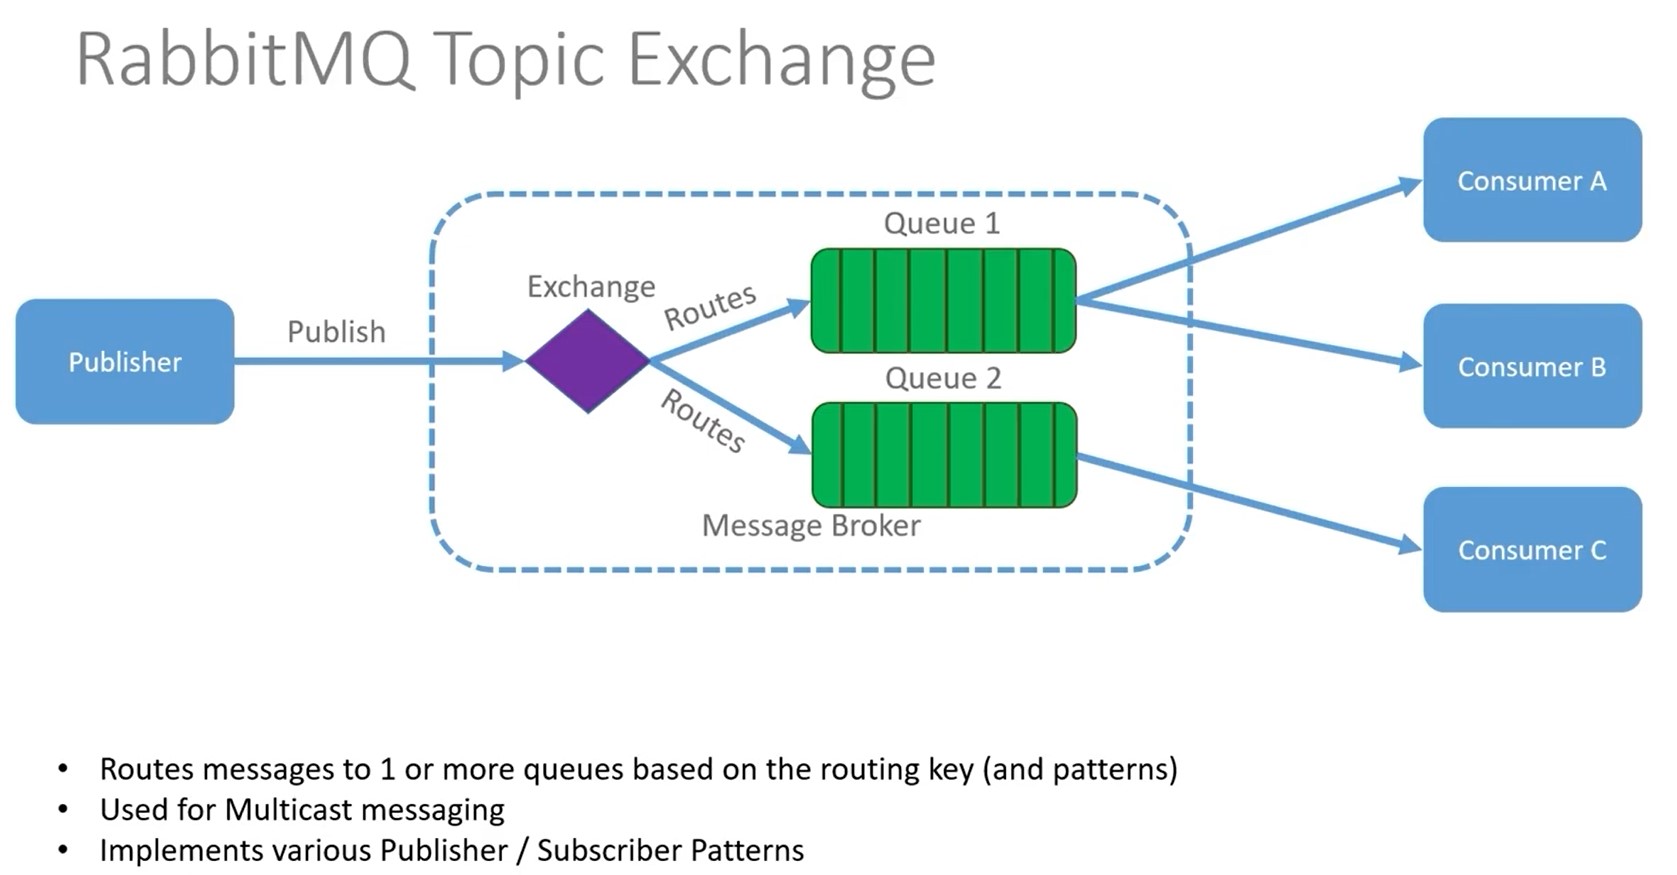 RabbitMQ Topic Exchange
Publisher
Publish
Exchange
Routes
Routes
Queue 1
Queue 2
Message Broker
Consumer A
Consumer B
Consumer C
• Routes messages to 1 or more queues based on the routing key (and patterns)
• Used for Multicast messaging
• Implements various Publisher / Subscriber Patterns